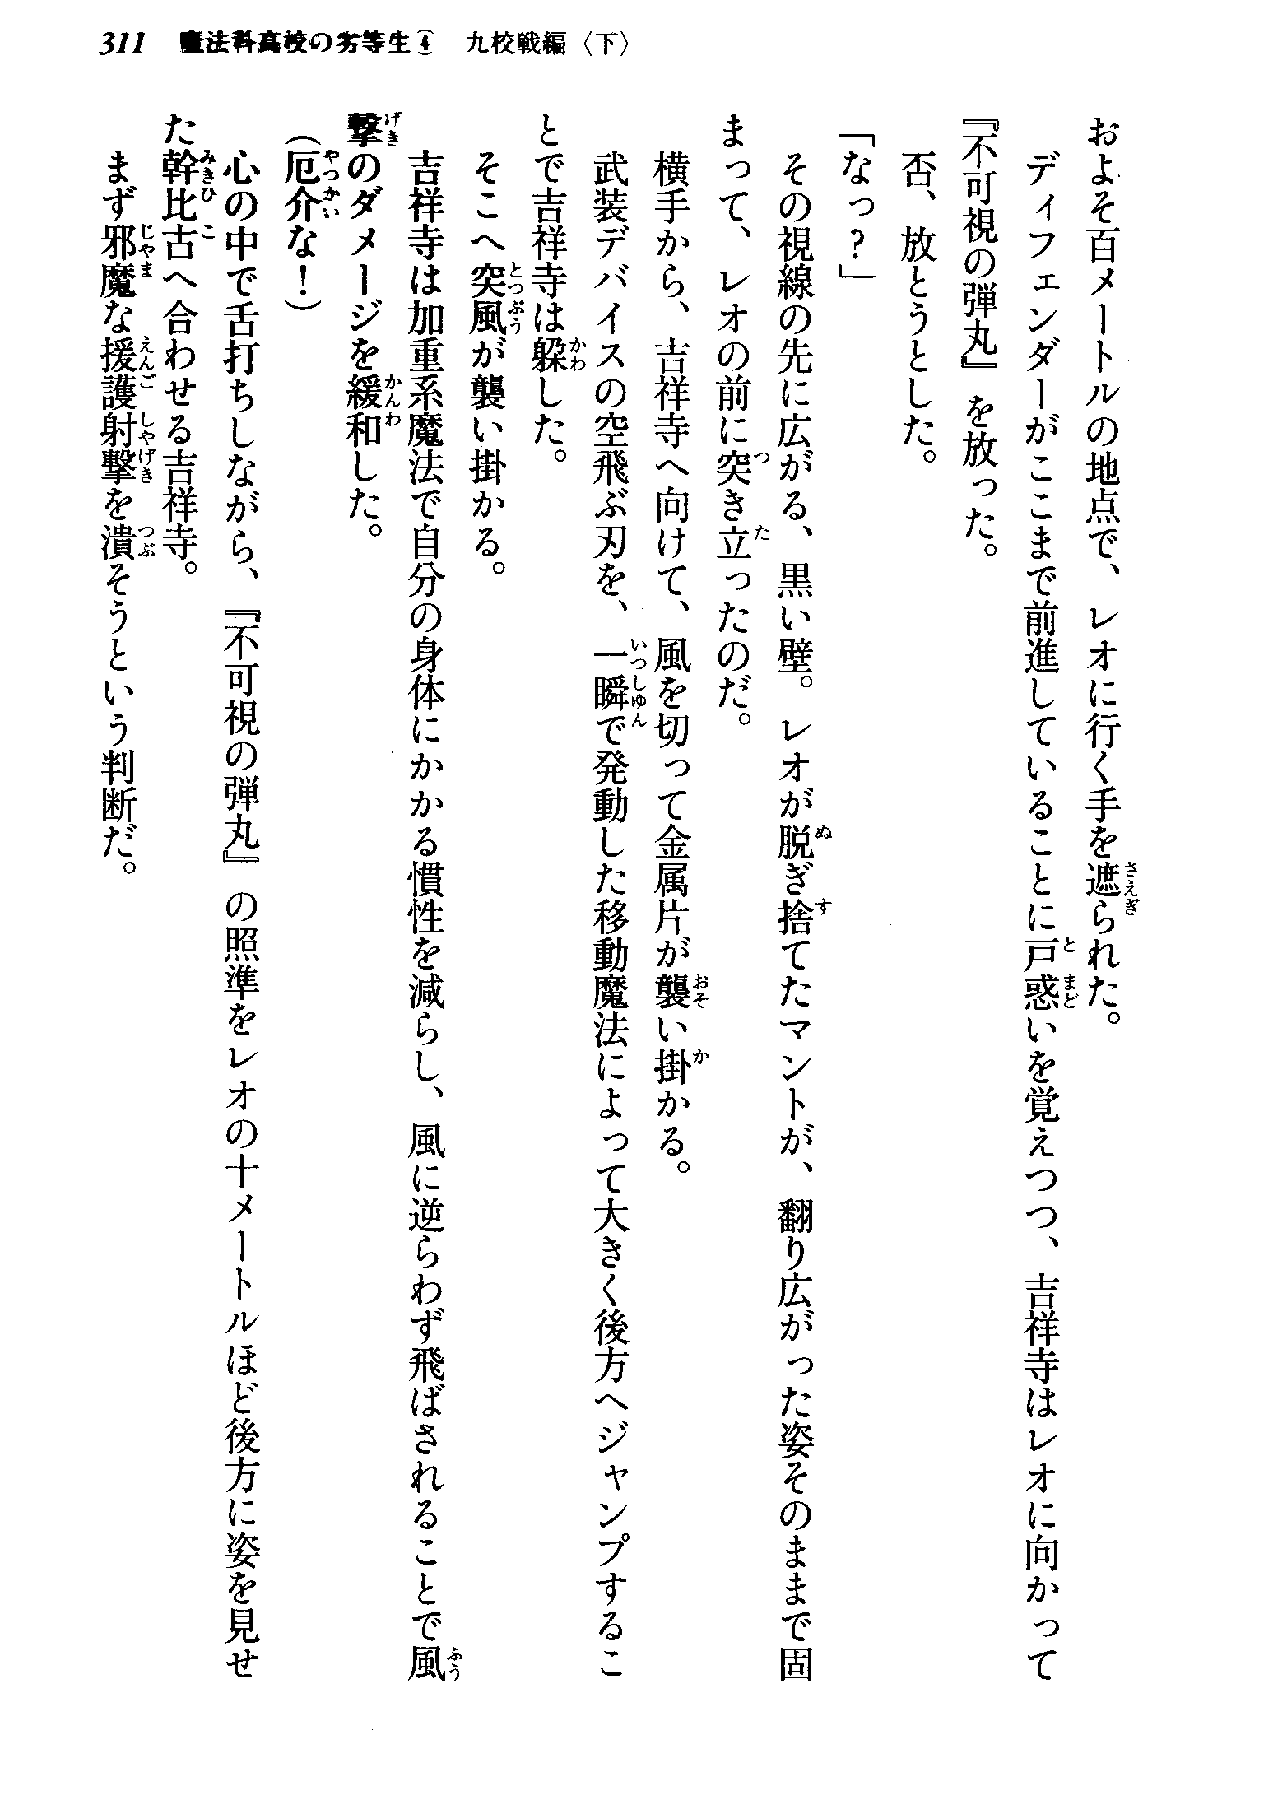 311 魔法科高校の劣等生④ 九校戦編〈下〉
およそ百メートルの地点で、レオに行く手を遮られた。
ディフェンダーがここまで前進していることに戸惑いを覚えつつ、吉祥寺はレオに向かって
『不可視の弾丸』を放った。
否、放とうとした。
「なっ？」
その視線の先に広がる、黒い壁。レオが脱ぎ捨てたマントが、翻り広がった姿そのままで固
まって、レオの前に突き立ったのだ。
横手から、吉祥寺へ向けて、風を切って金属片が襲い掛かる。
武装デバイスの空飛ぶ刃を、一瞬で発動した移動魔法によって大きく後方へジャンプするこ
とで吉祥寺は躱した。
そこへ突風が襲い掛かる。
吉祥寺は加重系魔法で自分の身体にかかる慣性を減らし、風に逆らわず飛ばされることで風
撃のダメージを緩和した。
（厄介な！）
心の中で舌打ちしながら、『不可視の弾丸』の照準をレオの十メートルほど後方に姿を見せ
た幹比古へ合わせる吉祥寺。
まず邪魔な援護射撃を潰そうという判断だ。